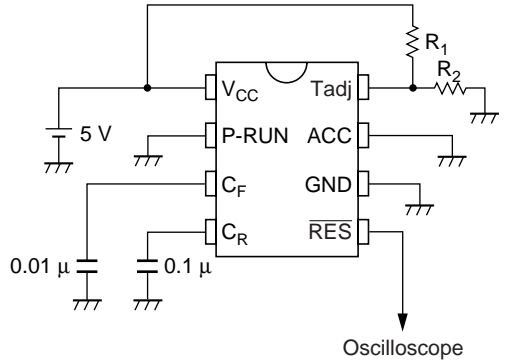 R1
R2
VCC
Tadj
5 V
P-RUN
ACC
CF
GND
CR
RES
0.01 μ
0.1 μ
Oscilloscope